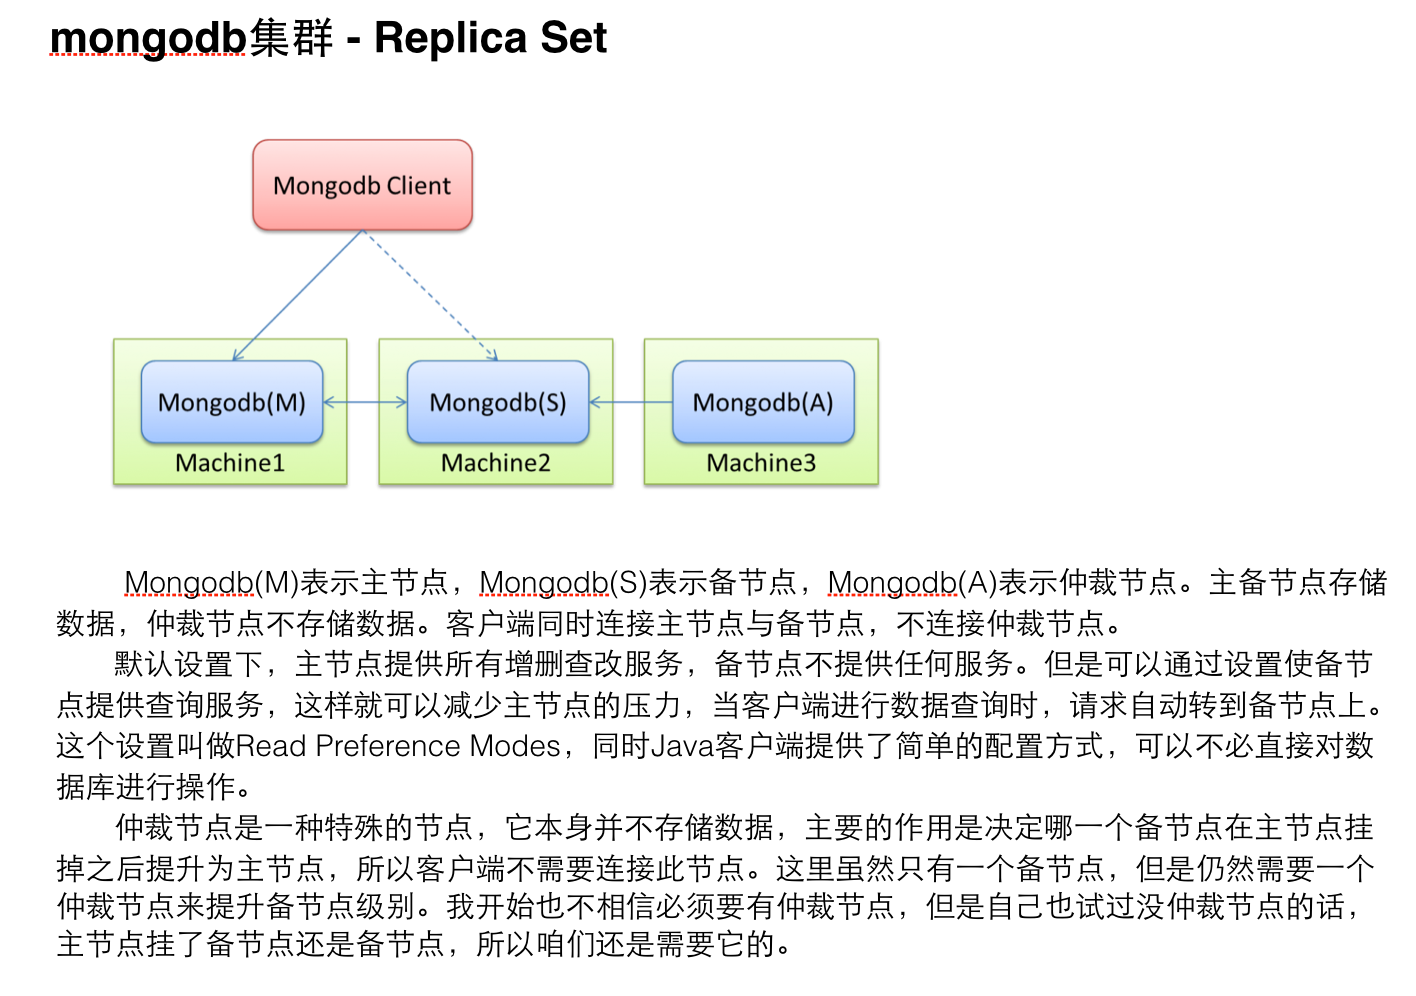 mongodb集群 - Replica Set
Mongodb Client
Mongodb(M)
Mongodb(S)
Mongodb(A)
Machine1
Machine2
Machine3
Mongodb(M)表示主节点，Mongodb(S)表示备节点，Mongodb(A)表示仲裁节点。主备节点存储
数据，仲裁节点不存储数据。客户端同时连接主节点与备节点，不连接仲裁节点。
默认设置下，主节点提供所有增删查改服务，备节点不提供任何服务。但是可以通过设置使备节
点提供查询服务，这样就可以减少主节点的压力，当客户端进行数据查询时，请求自动转到备节点上。
这个设置叫做Read Preference Modes，同时Java客户端提供了简单的配置方式，可以不必直接对数
据库进行操作。
仲裁节点是一种特殊的节点，它本身并不存储数据，主要的作用是决定哪一个备节点在主节点挂
掉之后提升为主节点，所以客户端不需要连接此节点。这里虽然只有一个备节点，但是仍然需要一个
仲裁节点来提升备节点级别。我开始也不相信必须要有仲裁节点，但是自己也试过没仲裁节点的话，
主节点挂了备节点还是备节点，所以咱们还是需要它的。